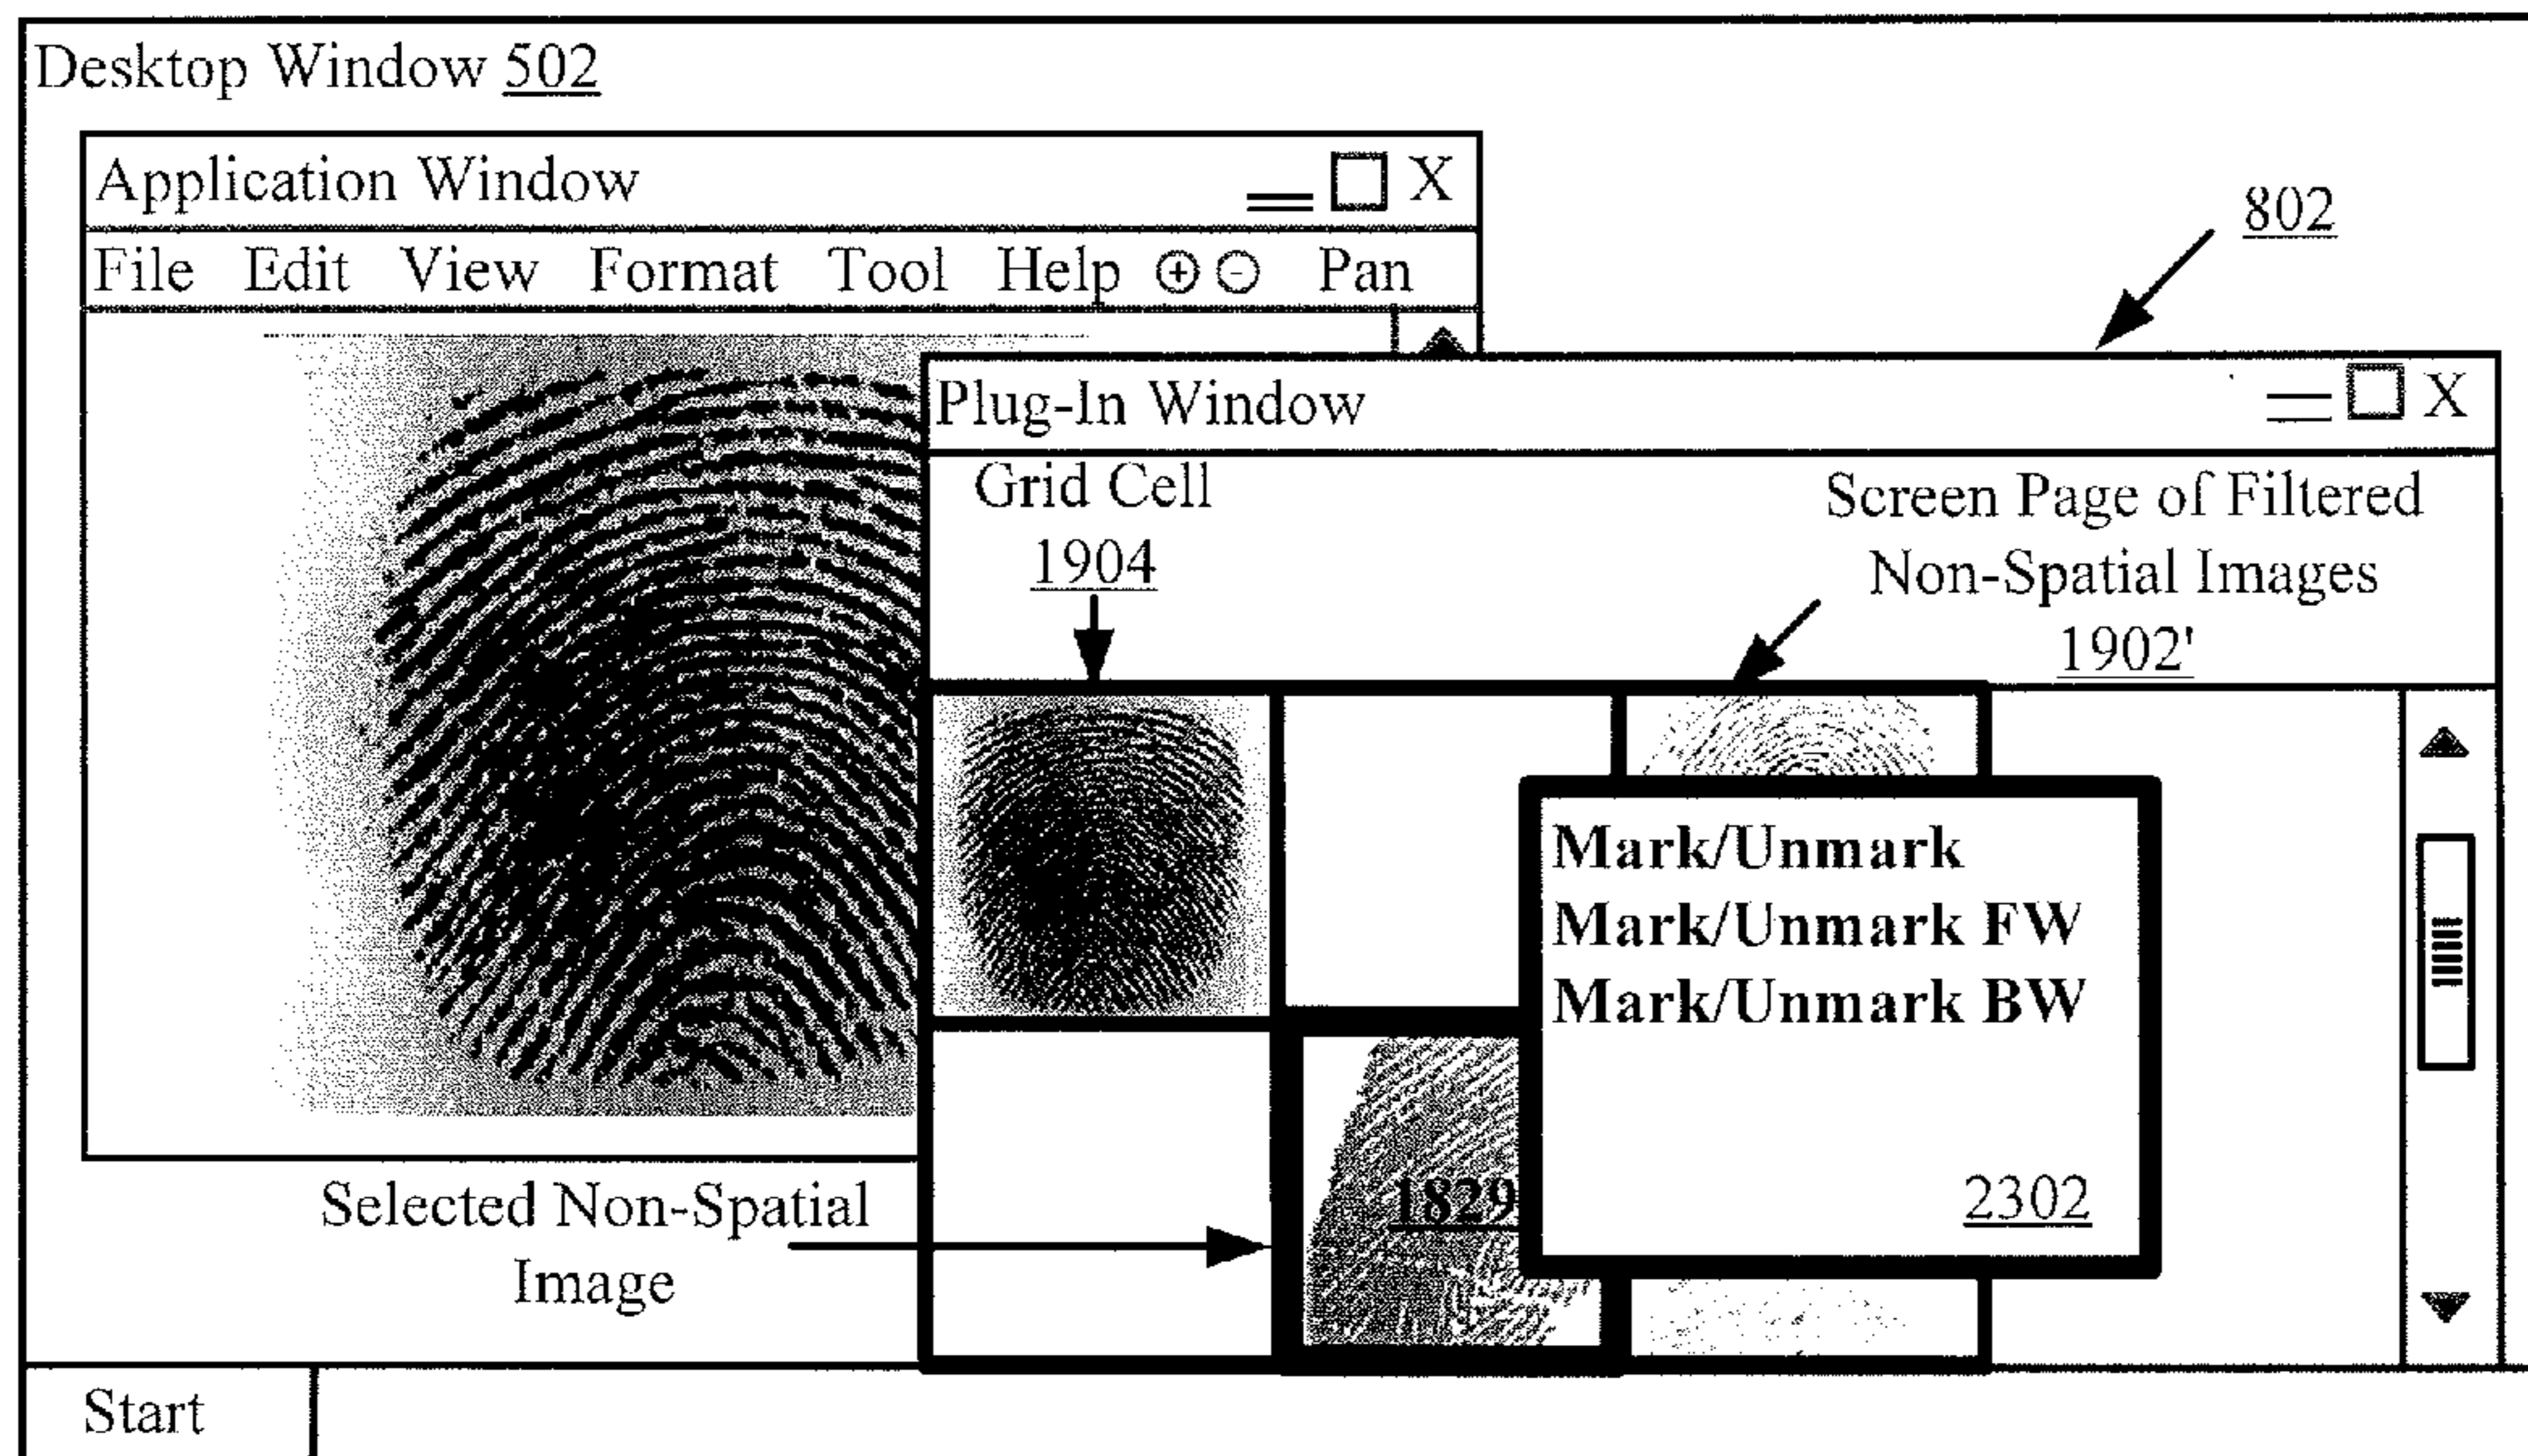 Desktop Window 502
Application Window X
File Edit View Format Tool Help + - Pan
802
Plug-In Window X
Grid Cell
1904
Screen Page of Filtered
Non-Spatial Images
1902'
Mark/Unmark
Mark/Unmark FW
Mark/Unmark BW
2302
1829
Selected Non-Spatial
Image
Start